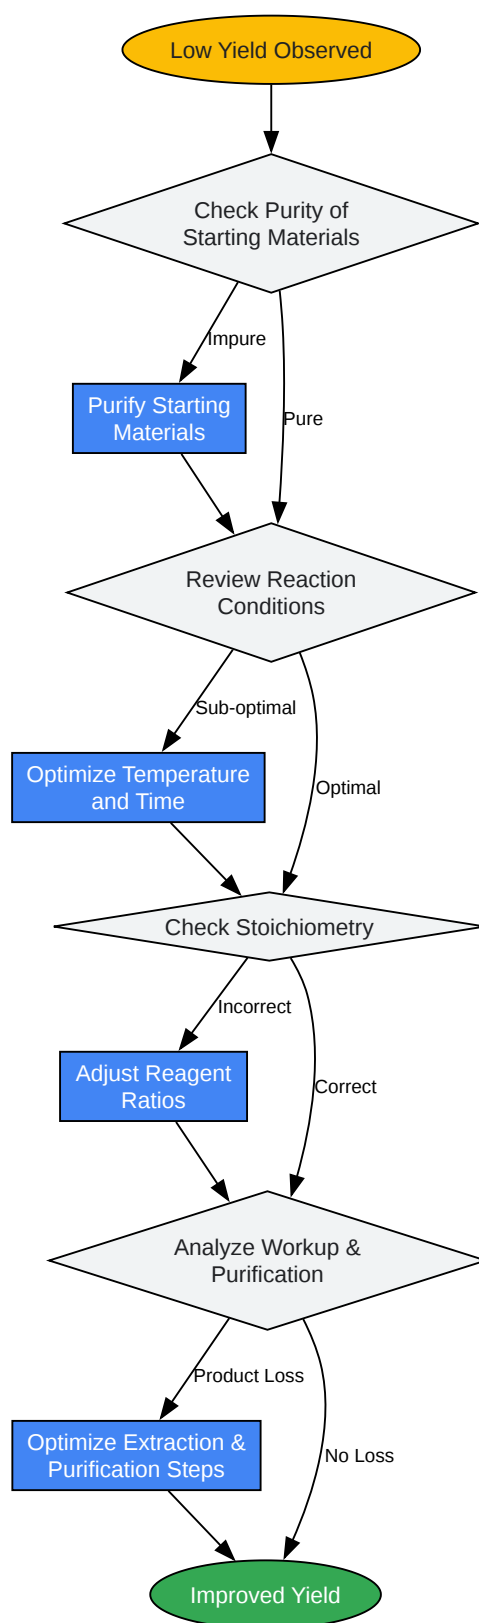 Low Yield Observed
Check Purity of
Starting Materials
Impure
Purify Starting
Materials
Pure
Review Reaction
Conditions
Sub-optimal
Optimize Temperature
and Time
Optimal
Check Stoichiometry
Incorrect
Adjust Reagent
Ratios
Correct
Analyze Workup &
Purification
Product Loss
Optimize Extraction &
Purification Steps
No Loss
Improved Yield